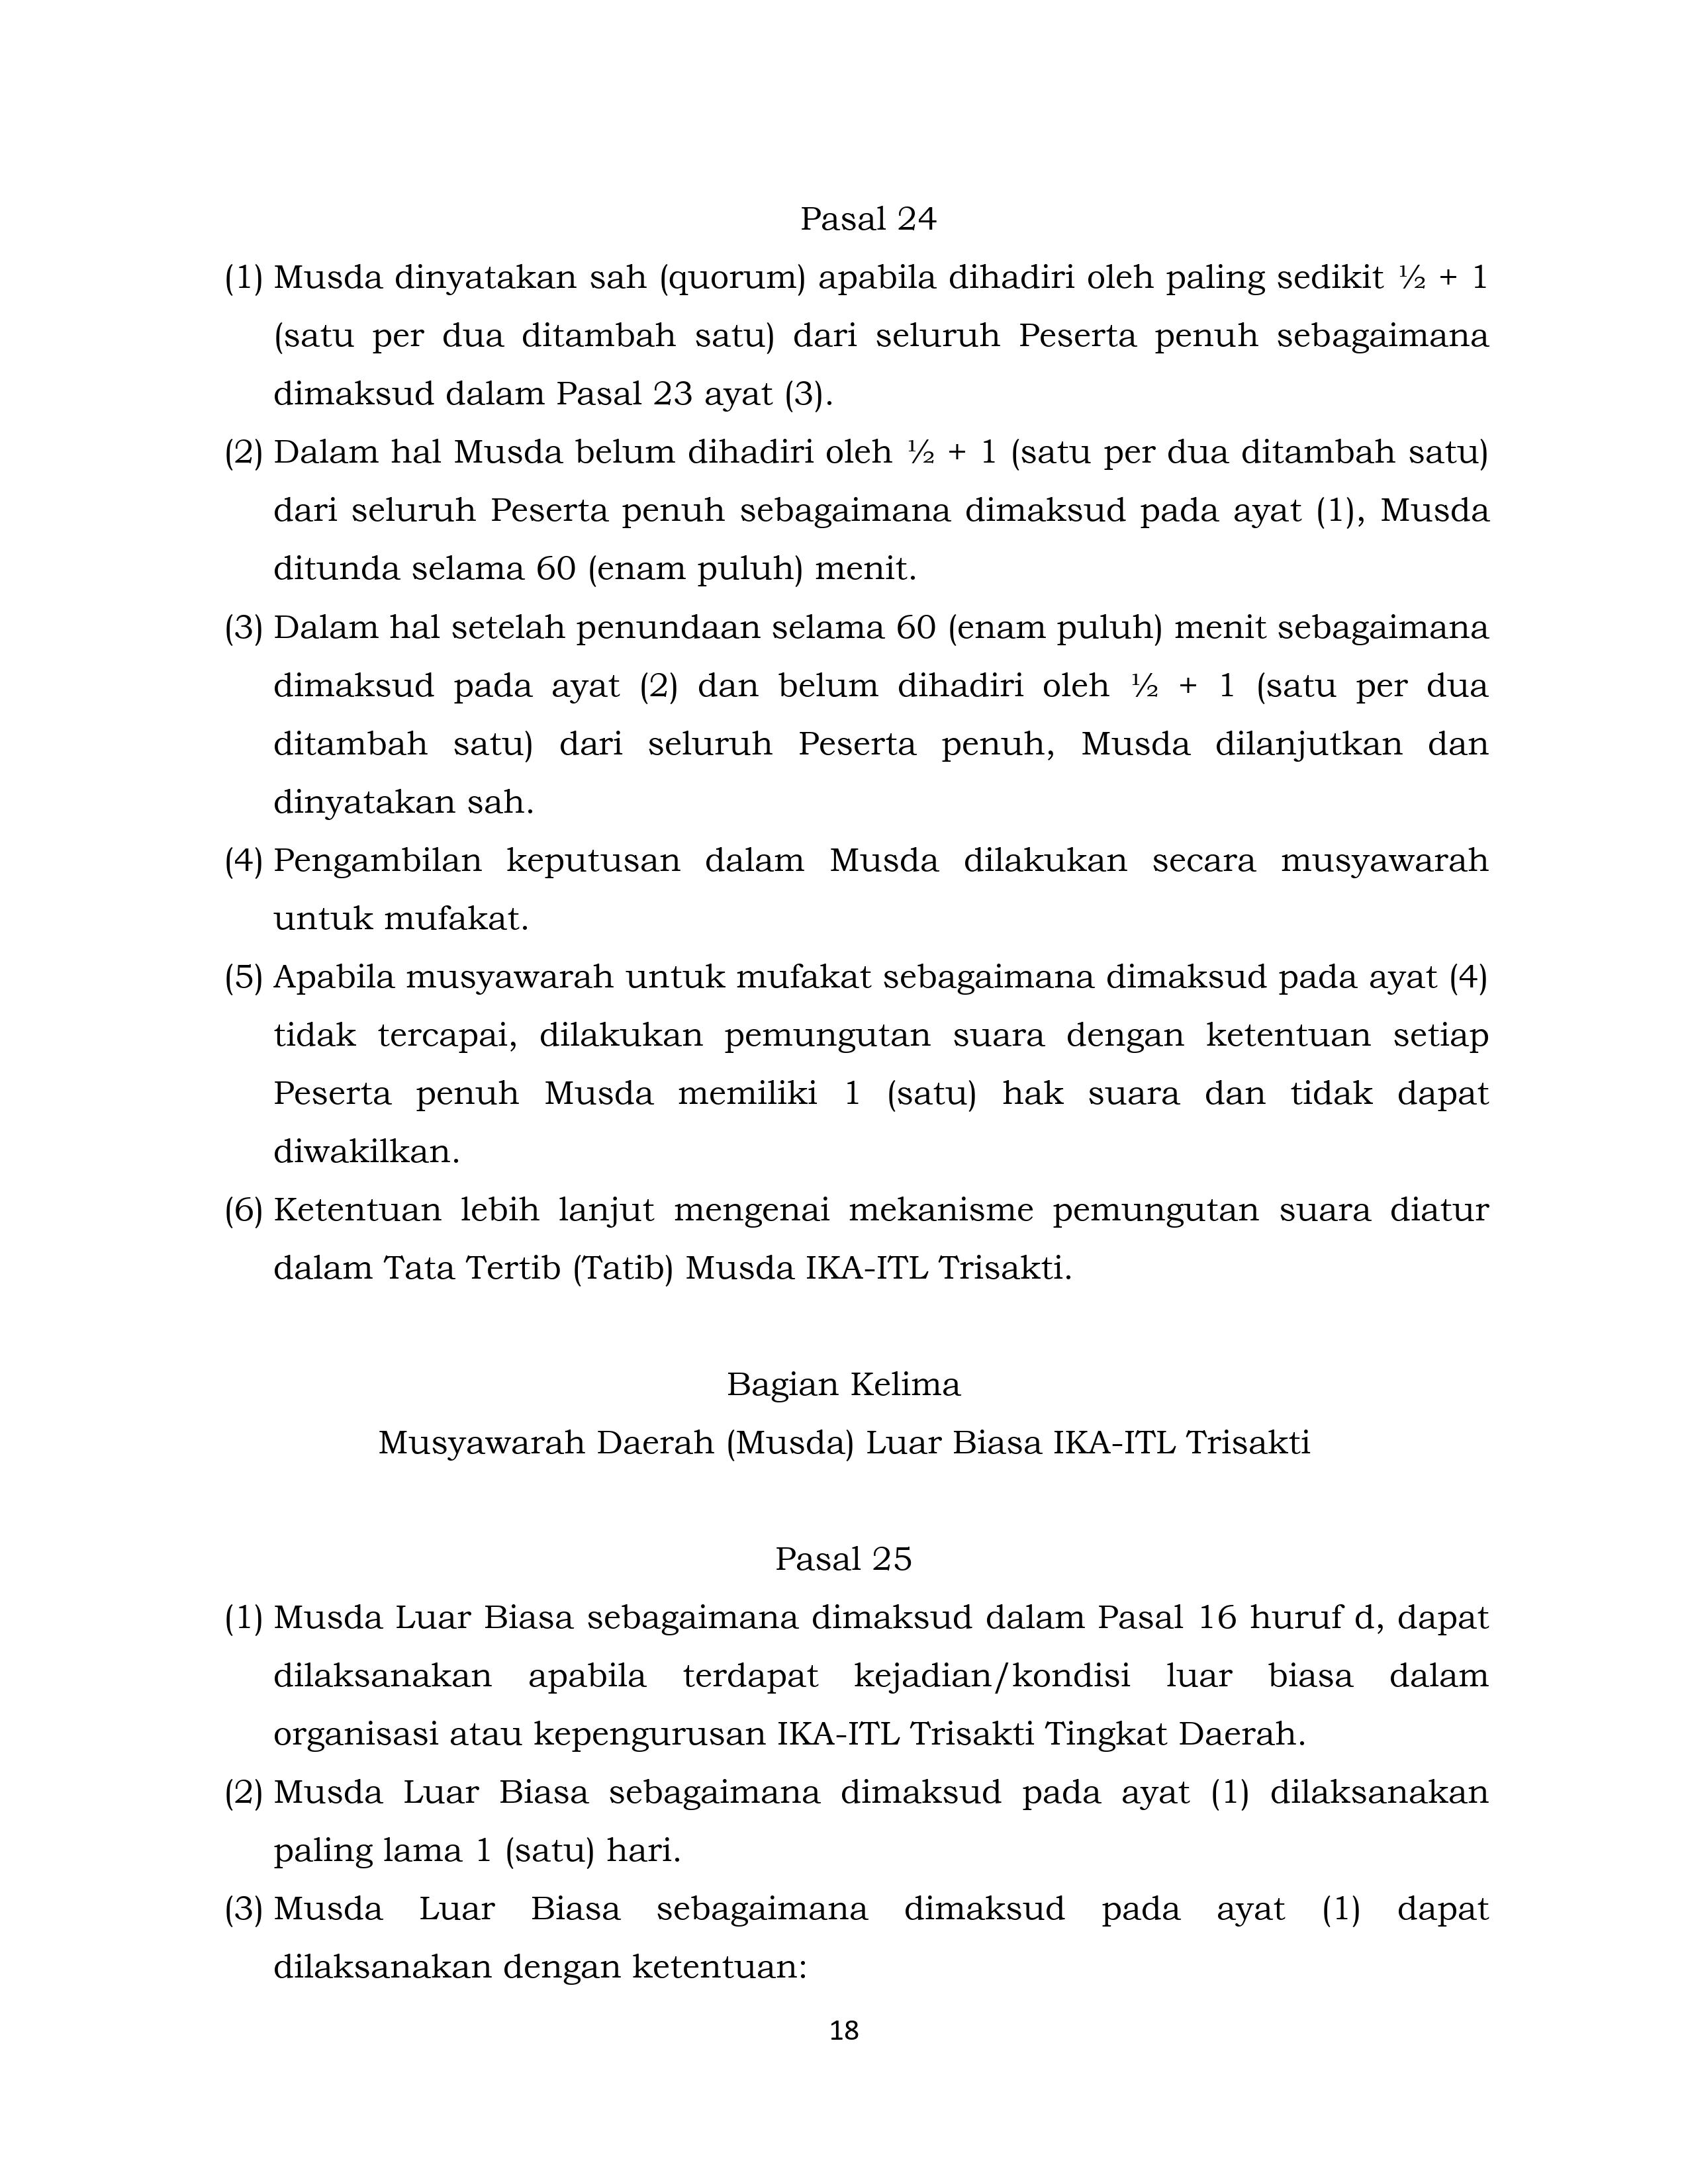 Pasal 24
(1) Musda dinyatakan sah (quorum) apabila dihadiri oleh paling sedikit ½ + 1
(satu per dua ditambah satu) dari seluruh Peserta penuh sebagaimana
dimaksud dalam Pasal 23 ayat (3).
(2) Dalam hal Musda belum dihadiri oleh ½ + 1 (satu per dua ditambah satu)
dari seluruh Peserta penuh sebagaimana dimaksud pada ayat (1), Musda
ditunda selama 60 (enam puluh) menit.
(3) Dalam hal setelah penundaan selama 60 (enam puluh) menit sebagaimana
dimaksud pada ayat (2) dan belum dihadiri oleh ½ + 1 (satu per dua
ditambah satu) dari seluruh Peserta penuh, Musda dilanjutkan dan
dinyatakan sah.
(4) Pengambilan keputusan dalam Musda dilakukan secara musyawarah
untuk mufakat.
(5) Apabila musyawarah untuk mufakat sebagaimana dimaksud pada ayat (4)
tidak tercapai, dilakukan pemungutan suara dengan ketentuan setiap
Peserta penuh Musda memiliki 1 (satu) hak suara dan tidak dapat
diwakilkan.
(6) Ketentuan lebih lanjut mengenai mekanisme pemungutan suara diatur
dalam Tata Tertib (Tatib) Musda IKA-ITL Trisakti.
Bagian Kelima
Musyawarah Daerah (Musda) Luar Biasa IKA-ITL Trisakti
Pasal 25
(1) Musda Luar Biasa sebagaimana dimaksud dalam Pasal 16 huruf d, dapat
dilaksanakan apabila terdapat kejadian/kondisi luar biasa dalam
organisasi atau kepengurusan IKA-ITL Trisakti Tingkat Daerah.
(2) Musda Luar Biasa sebagaimana dimaksud pada ayat (1) dilaksanakan
paling lama 1 (satu) hari.
(3) Musda Luar Biasa sebagaimana dimaksud pada ayat (1) dapat
dilaksanakan dengan ketentuan:
18